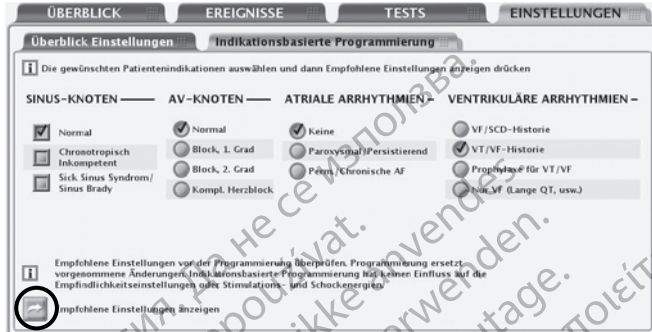 ÜBERBLICK EREIGNISSE TESTS EINSTELLUNGEN
Überblick Einstellungen Indikationsbasierte Programmierung
i Die gewünschten Patientenindikationen auswählen und dann Empfohlene Einstellungen anzeigen drücken
SINUS-KNOTEN AV-KNOTEN ATRIALE ARRHYTHMIEN VENTRIKULÄRE ARRHYTHMIEN
Normal Normal Keine VF/SCD-Historie
Chronotropisch Inkompetent Block, 1. Grad Paroxysmal/Persistierend VT/VF-Historie
Sick Sinus Syndrom/ Sinus Brady Block, 2. Grad Perm./Chronische AF Prophylaxe für VT/VF
Kompl. Herzblock Nur VF (Lange QT, usw.)
i Empfohlene Einstellungen vor der Programmierung überprüfen. Programmierung ersetzt
vorgenommene Änderungen. Indikationsbasierte Programmierung hat keinen Einfluss auf die
Empfindlichkeitseinstellungen oder Stimulations- und Schockenergien.
Empfohlene Einstellungen anzeigen